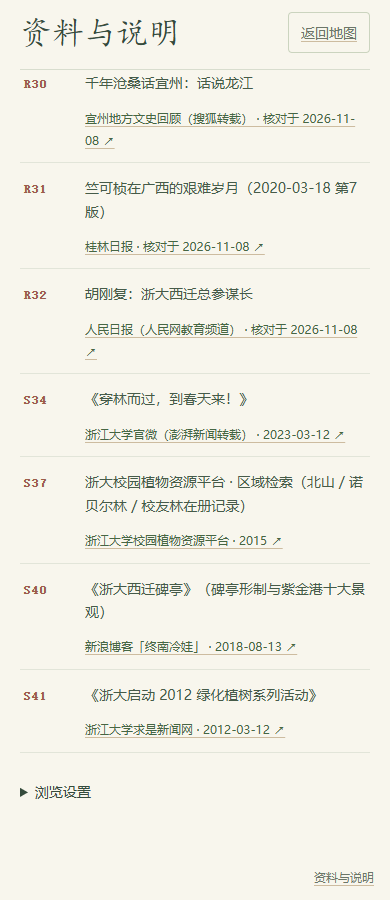 资料与说明
返回地图
R30
千年沧桑话宜州：话说龙江
宜州地方文史回顾（搜狐转载） · 核对于 2026-11-
08 ↗
R31
竺可桢在广西的艰难岁月（2020-03-18 第7
版）
桂林日报 · 核对于 2026-11-08 ↗
R32
胡刚复：浙大西迁总参谋长
人民日报（人民网教育频道） · 核对于 2026-11-08
↗
S34
《穿林而过，到春天来！》
浙江大学官微（澎湃新闻转载） · 2023-03-12 ↗
S37
浙大校园植物资源平台 · 区域检索（北山 / 诺
贝尔林 / 校友林在册记录）
浙江大学校园植物资源平台 · 2015 ↗
S40
《浙大西迁碑亭》（碑亭形制与紫金港十大景
观）
新浪博客「终南冷娃」 · 2018-08-13 ↗
S41
《浙大启动 2012 绿化植树系列活动》
浙江大学求是新闻网 · 2012-03-12 ↗
▶ 浏览设置
资料与说明